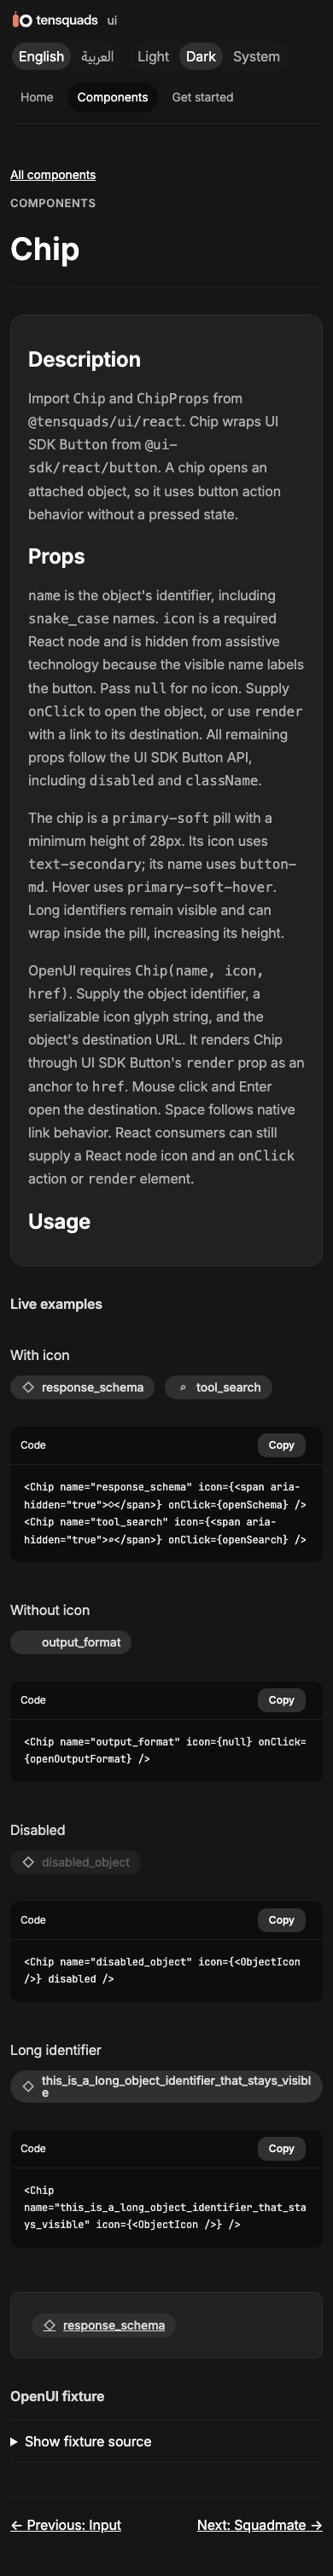 tensquads ui
English العربية Light Dark System
Home Components Get started
All components
COMPONENTS
Chip
Description
Import Chip and ChipProps from
@tensquads/ui/react. Chip wraps UI
SDK Button from @ui-
sdk/react/button. A chip opens an
attached object, so it uses button action
behavior without a pressed state.
Props
name is the object's identifier, including
snake_case names. icon is a required
React node and is hidden from assistive
technology because the visible name labels
the button. Pass null for no icon. Supply
onClick to open the object, or use render
with a link to its destination. All remaining
props follow the UI SDK Button API,
including disabled and className.
The chip is a primary-soft pill with a
minimum height of 28px. Its icon uses
text-secondary; its name uses button-
md. Hover uses primary-soft-hover.
Long identifiers remain visible and can
wrap inside the pill, increasing its height.
OpenUI requires Chip(name, icon,
href). Supply the object identifier, a
serializable icon glyph string, and the
object's destination URL. It renders Chip
through UI SDK Button's render prop as an
anchor to href. Mouse click and Enter
open the destination. Space follows native
link behavior. React consumers can still
supply a React node icon and an onClick
action or render element.
Usage
Live examples
With icon
◇ response_schema ⌕ tool_search
Code Copy
<Chip name="response_schema" icon={<span aria-
hidden="true">◇</span>} onClick={openSchema} />
<Chip name="tool_search" icon={<span aria-
hidden="true">⌕</span>} onClick={openSearch} />
Without icon
output_format
Code Copy
<Chip name="output_format" icon={null} onClick=
{openOutputFormat} />
Disabled
◇ disabled_object
Code Copy
<Chip name="disabled_object" icon={<ObjectIcon
/>} disabled />
Long identifier
◇ this_is_a_long_object_identifier_that_stays_visibl
e
Code Copy
<Chip
name="this_is_a_long_object_identifier_that_sta
ys_visible" icon={<ObjectIcon />} />
◇ response_schema
OpenUI fixture
▶ Show fixture source
← Previous: Input Next: Squadmate →